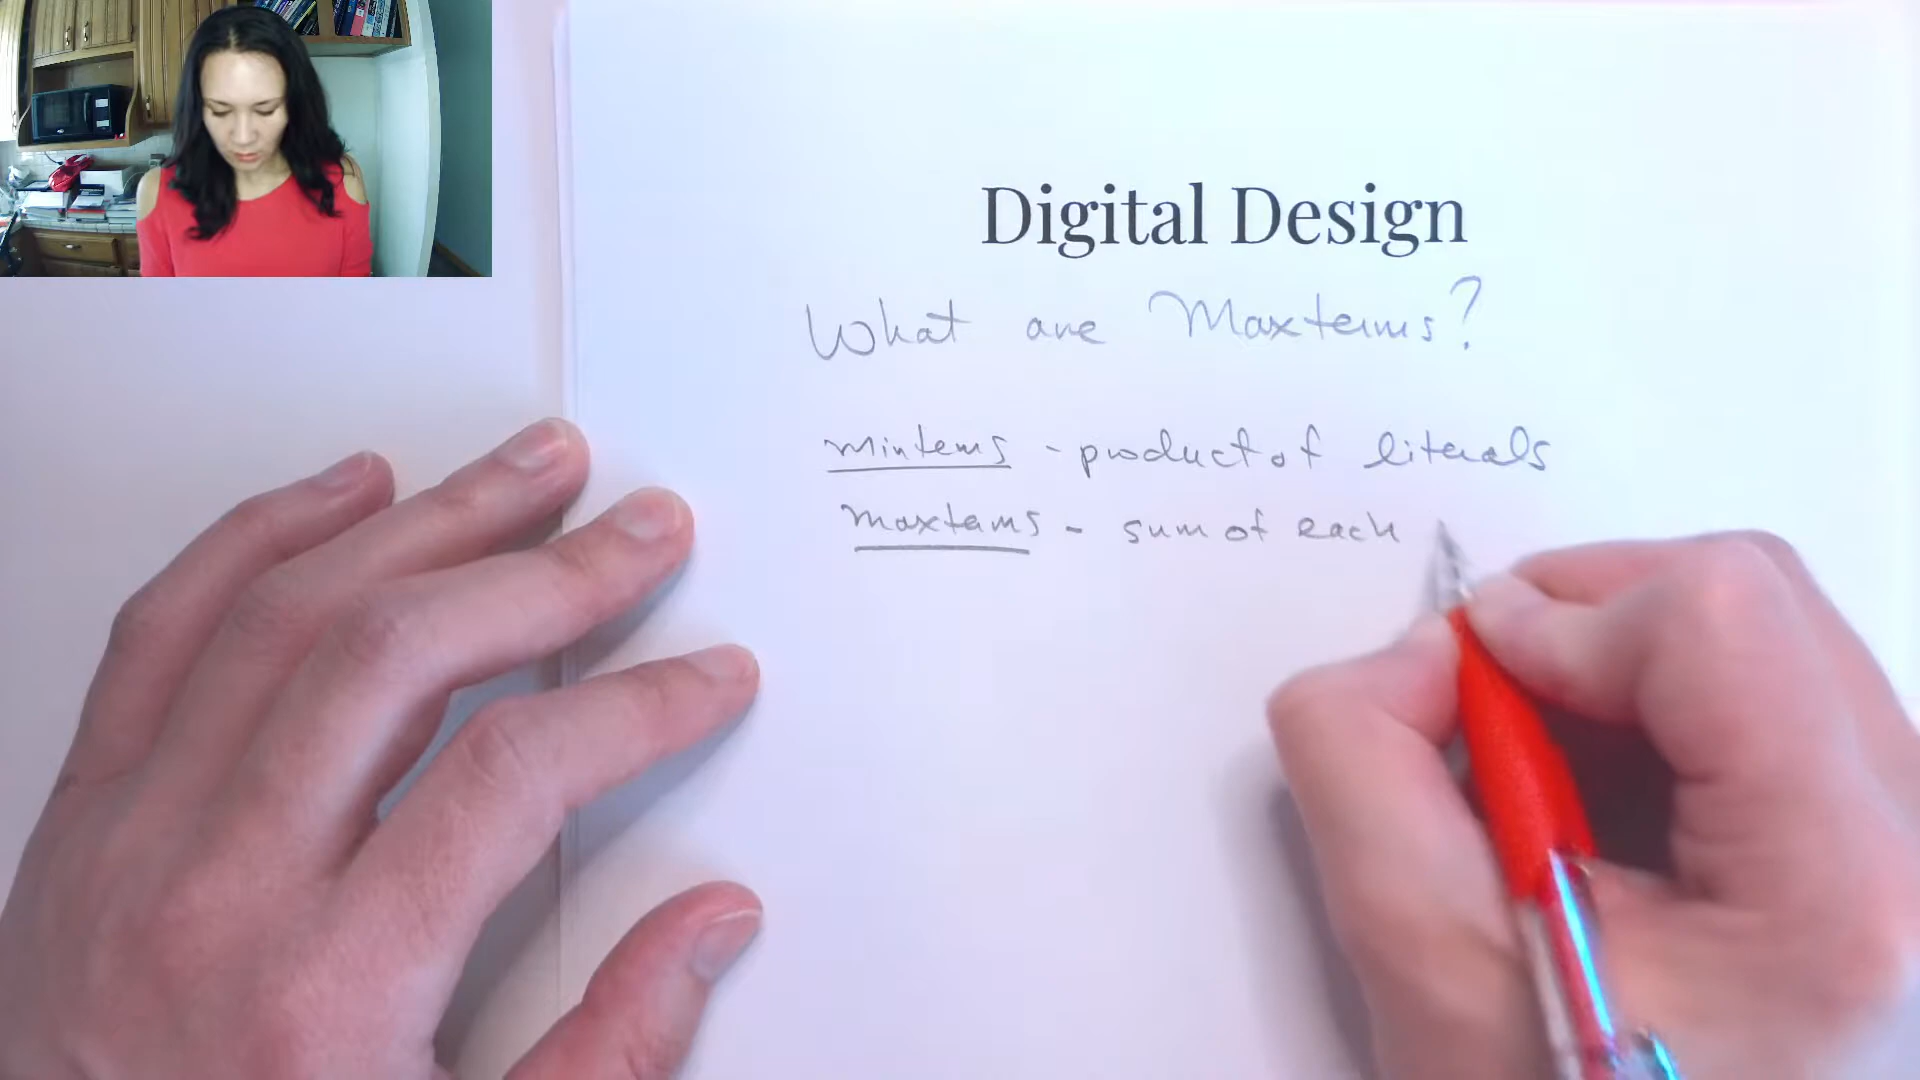 Digital Design
What are Maxterms?
minterms - product of literals
maxterms - sum of each